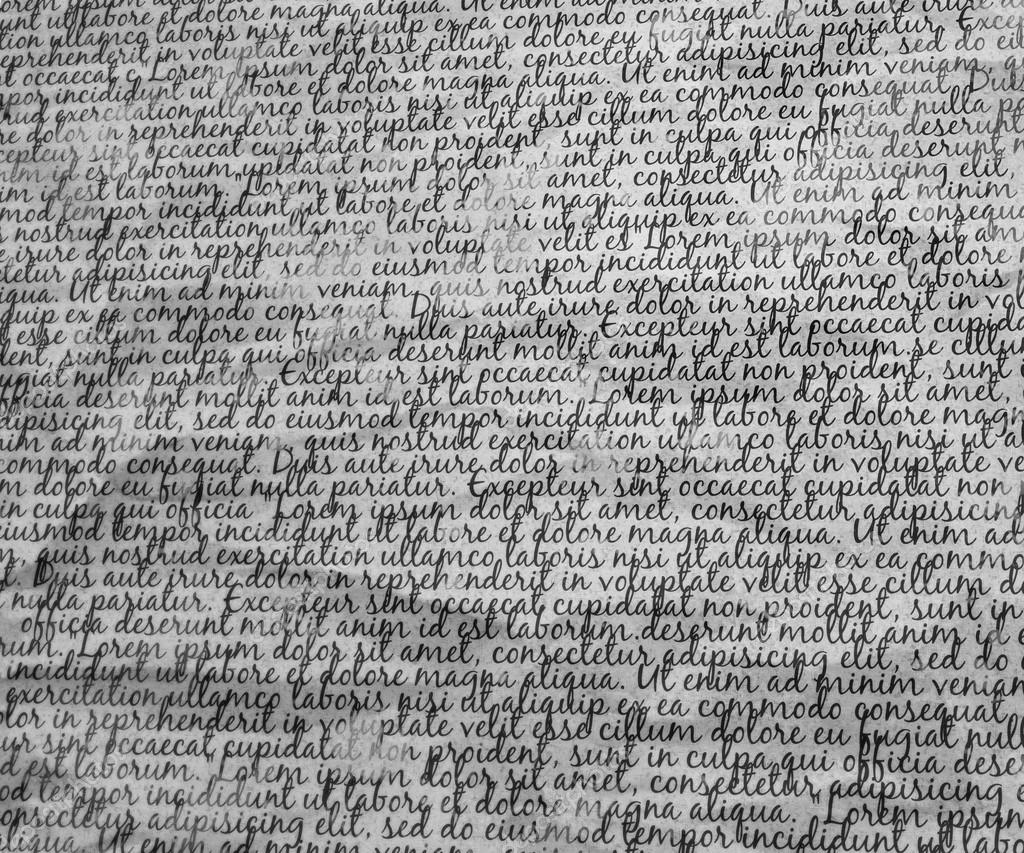 orem ipsum dolor sit amet, consectetur adipisicing elit, sed do
ut labore et dolore magna aliqua. Ut enim ad minim
tion ullamco laboris nisi ut aliquip ex ea commodo consequat. Duis aute irure
eprehenderit in voluptate velit esse cillum dolore eu fugiat nulla pariatur. Excep
t occaecat c "Lorem ipsum dolor sit amet, consectetur adipisicing elit, sed do ei
por incididunt ut labore et dolore magna aliqua. Ut enim ad minim veniam, qu
rud exercitation ullamco laboris nisi ut aliquip ex ea commodo consequat. Duis
re dolor in reprehenderit in voluptate velit esse cillum dolore eu fugiat nulla pa
cepteur sint occaecat cupidatat non proident, sunt in culpa qui officia deserunt
nim id est laborum."upidatat non proident, sunt in culpa qui officia deserunt m
im id est laborum. "Lorem ipsum dolor sit amet, consectetur adipisicing elit,
mod tempor incididunt ut labore et dolore magna aliqua. Ut enim ad minim
s nostrud exercitation ullamco laboris nisi ut aliquip ex ea commodo consequa
e irure dolor in reprehenderit in voluptate velit es"Lorem ipsum dolor sit am
tetur adipisicing elit, sed do eiusmod tempor incididunt ut labore et dolore m
iqua. Ut enim ad minim veniam, quis nostrud exercitation ullamco laboris
quip ex ea commodo consequat. Duis aute irure dolor in reprehenderit in vol
esse cillum dolore eu fugiat nulla pariatur. Excepteur sint occaecat cupida
dent, sunt in culpa qui officia deserunt mollit anim id est laborum.se cillum
ugiat nulla pariatur. Excepteur sint occaecat cupidatat non proident, sunt
fficia deserunt mollit anim id est laborum. "Lorem ipsum dolor sit amet,
dipisicing elit, sed do eiusmod tempor incididunt ut labore et dolore magn
nim ad minim veniam, quis nostrud exercitation ullamco laboris nisi ut al
commodo consequat. Duis aute irure dolor in reprehenderit in voluptate ve
m dolore eu fugiat nulla pariatur. Excepteur sint occaecat cupidatat non
in culpa qui officia "Lorem ipsum dolor sit amet, consectetur adipisicing
eiusmod tempor incididunt ut labore et dolore magna aliqua. Ut enim ad
m, quis nostrud exercitation ullamco laboris nisi ut aliquip ex ea commo
t. Duis aute irure dolor in reprehenderit in voluptate velit esse cillum d
nulla pariatur. Excepteur sint occaecat cupidatat non proident, sunt in
officia deserunt mollit anim id est laborum.deserunt mollit anim id e
rum."Lorem ipsum dolor sit amet, consectetur adipisicing elit, sed do
incididunt ut labore et dolore magna aliqua. Ut enim ad minim veniam
exercitation ullamco laboris nisi ut aliquip ex ea commodo consequat.
olor in reprehenderit in voluptate velit esse cillum dolore eu fugiat null
ur sint occaecat cupidatat non proident, sunt in culpa qui officia deser
d est laborum. "Lorem ipsum dolor sit amet, consectetur adipisicing e
od tempor incididunt ut labore et dolore magna aliqua. "Lorem ipsum
onsectetur adipisicing elit, sed do eiusmod tempor incididunt ut labo
aliqua. Ut enim ad minim veniam, quis nostrud